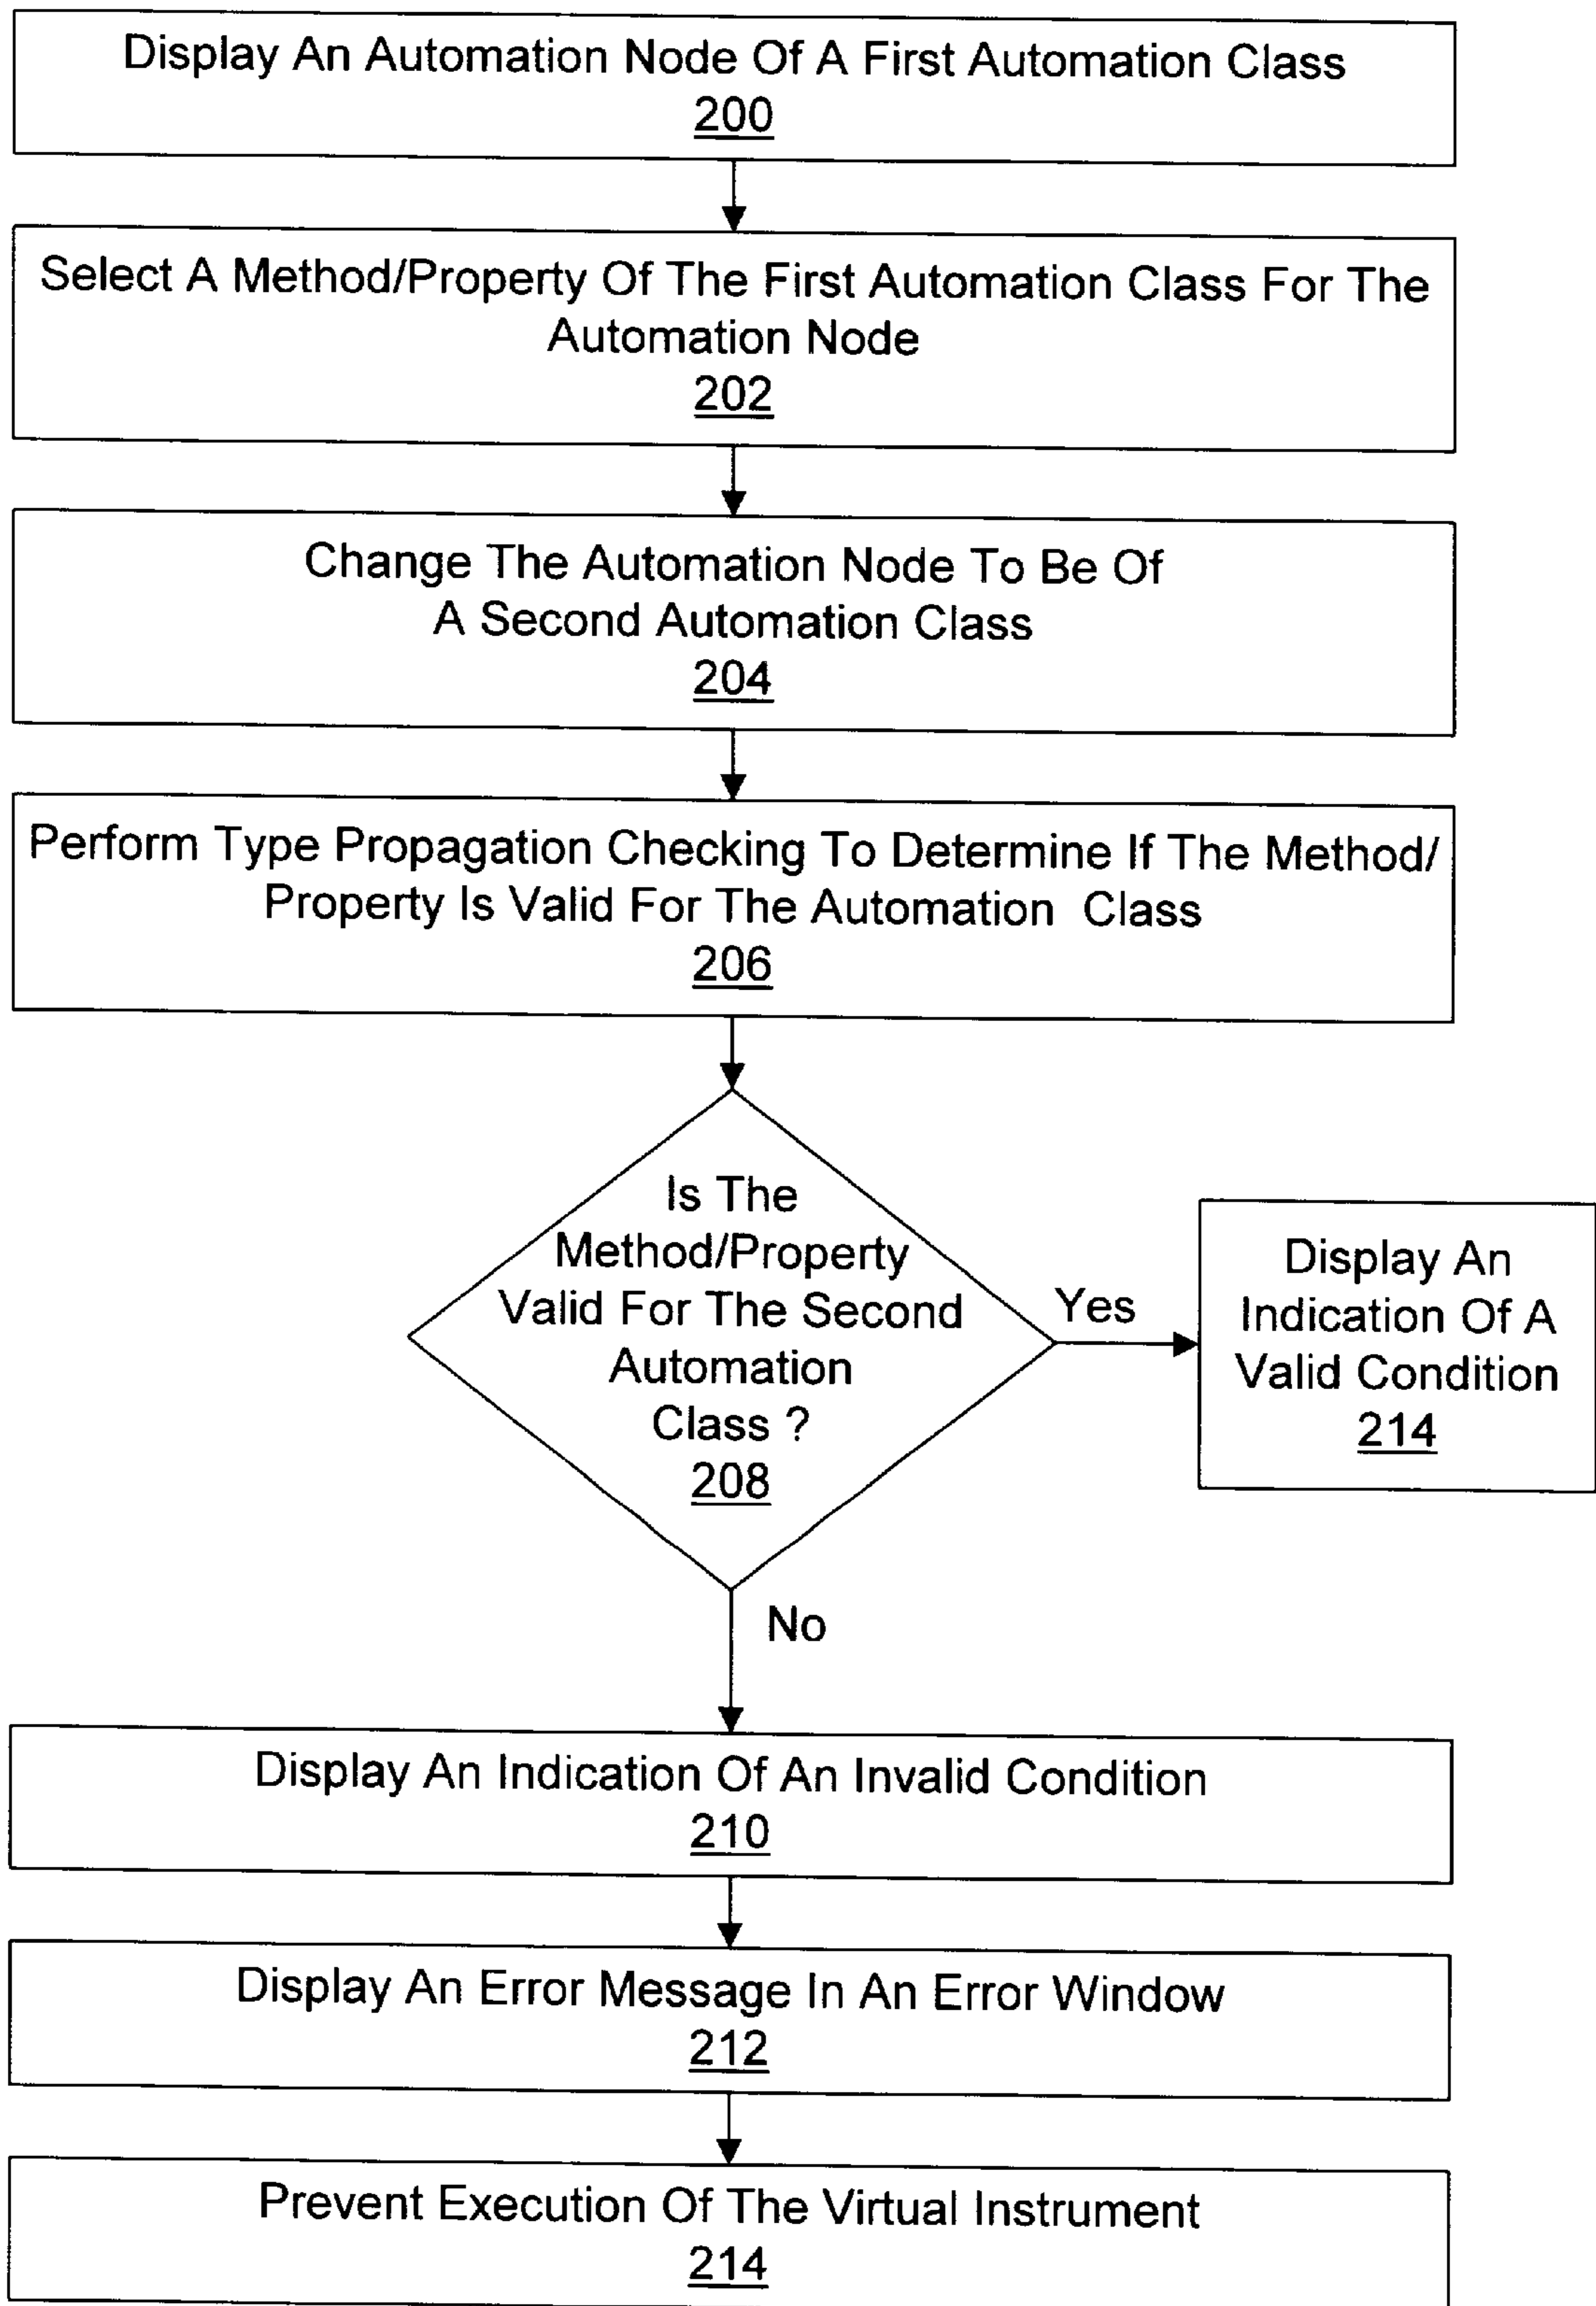 Display An Automation Node Of A First Automation Class
200
Select A Method/Property Of The First Automation Class For The
Automation Node
202
Change The Automation Node To Be Of
A Second Automation Class
204
Perform Type Propagation Checking To Determine If The Method/
Property Is Valid For The Automation Class
206
Is The
Method/Property
Valid For The Second
Automation
Class ?
208
Yes
Display An
Indication Of A
Valid Condition
214
No
Display An Indication Of An Invalid Condition
210
Display An Error Message In An Error Window
212
Prevent Execution Of The Virtual Instrument
214